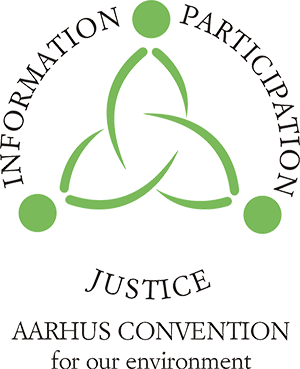 INFORMATION
PARTICIPATION
JUSTICE
AARHUS CONVENTION
for our environment